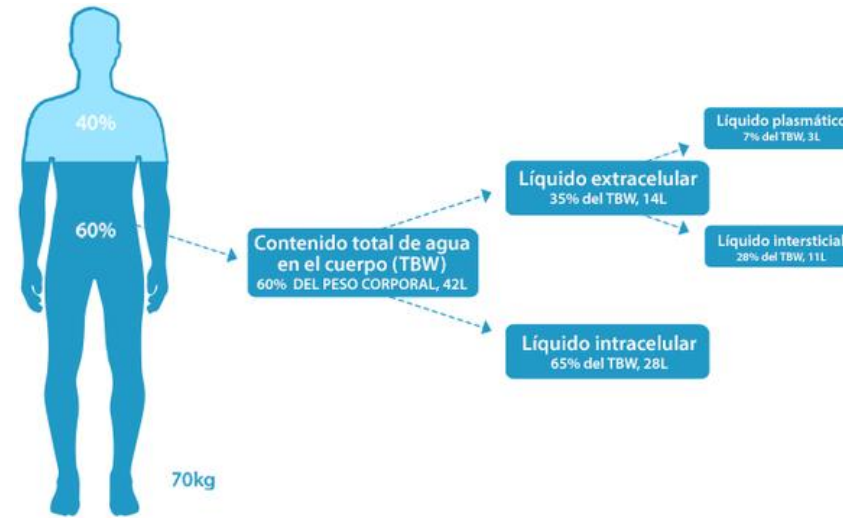 40%
60%
70kg
Contenido total de agua
en el cuerpo (TBW)
60% DEL PESO CORPORAL, 42L
Líquido extracelular
35% del TBW, 14L
Líquido plasmático
7% del TBW, 3L
Líquido intersticial
28% del TBW, 11L
Líquido intracelular
65% del TBW, 28L